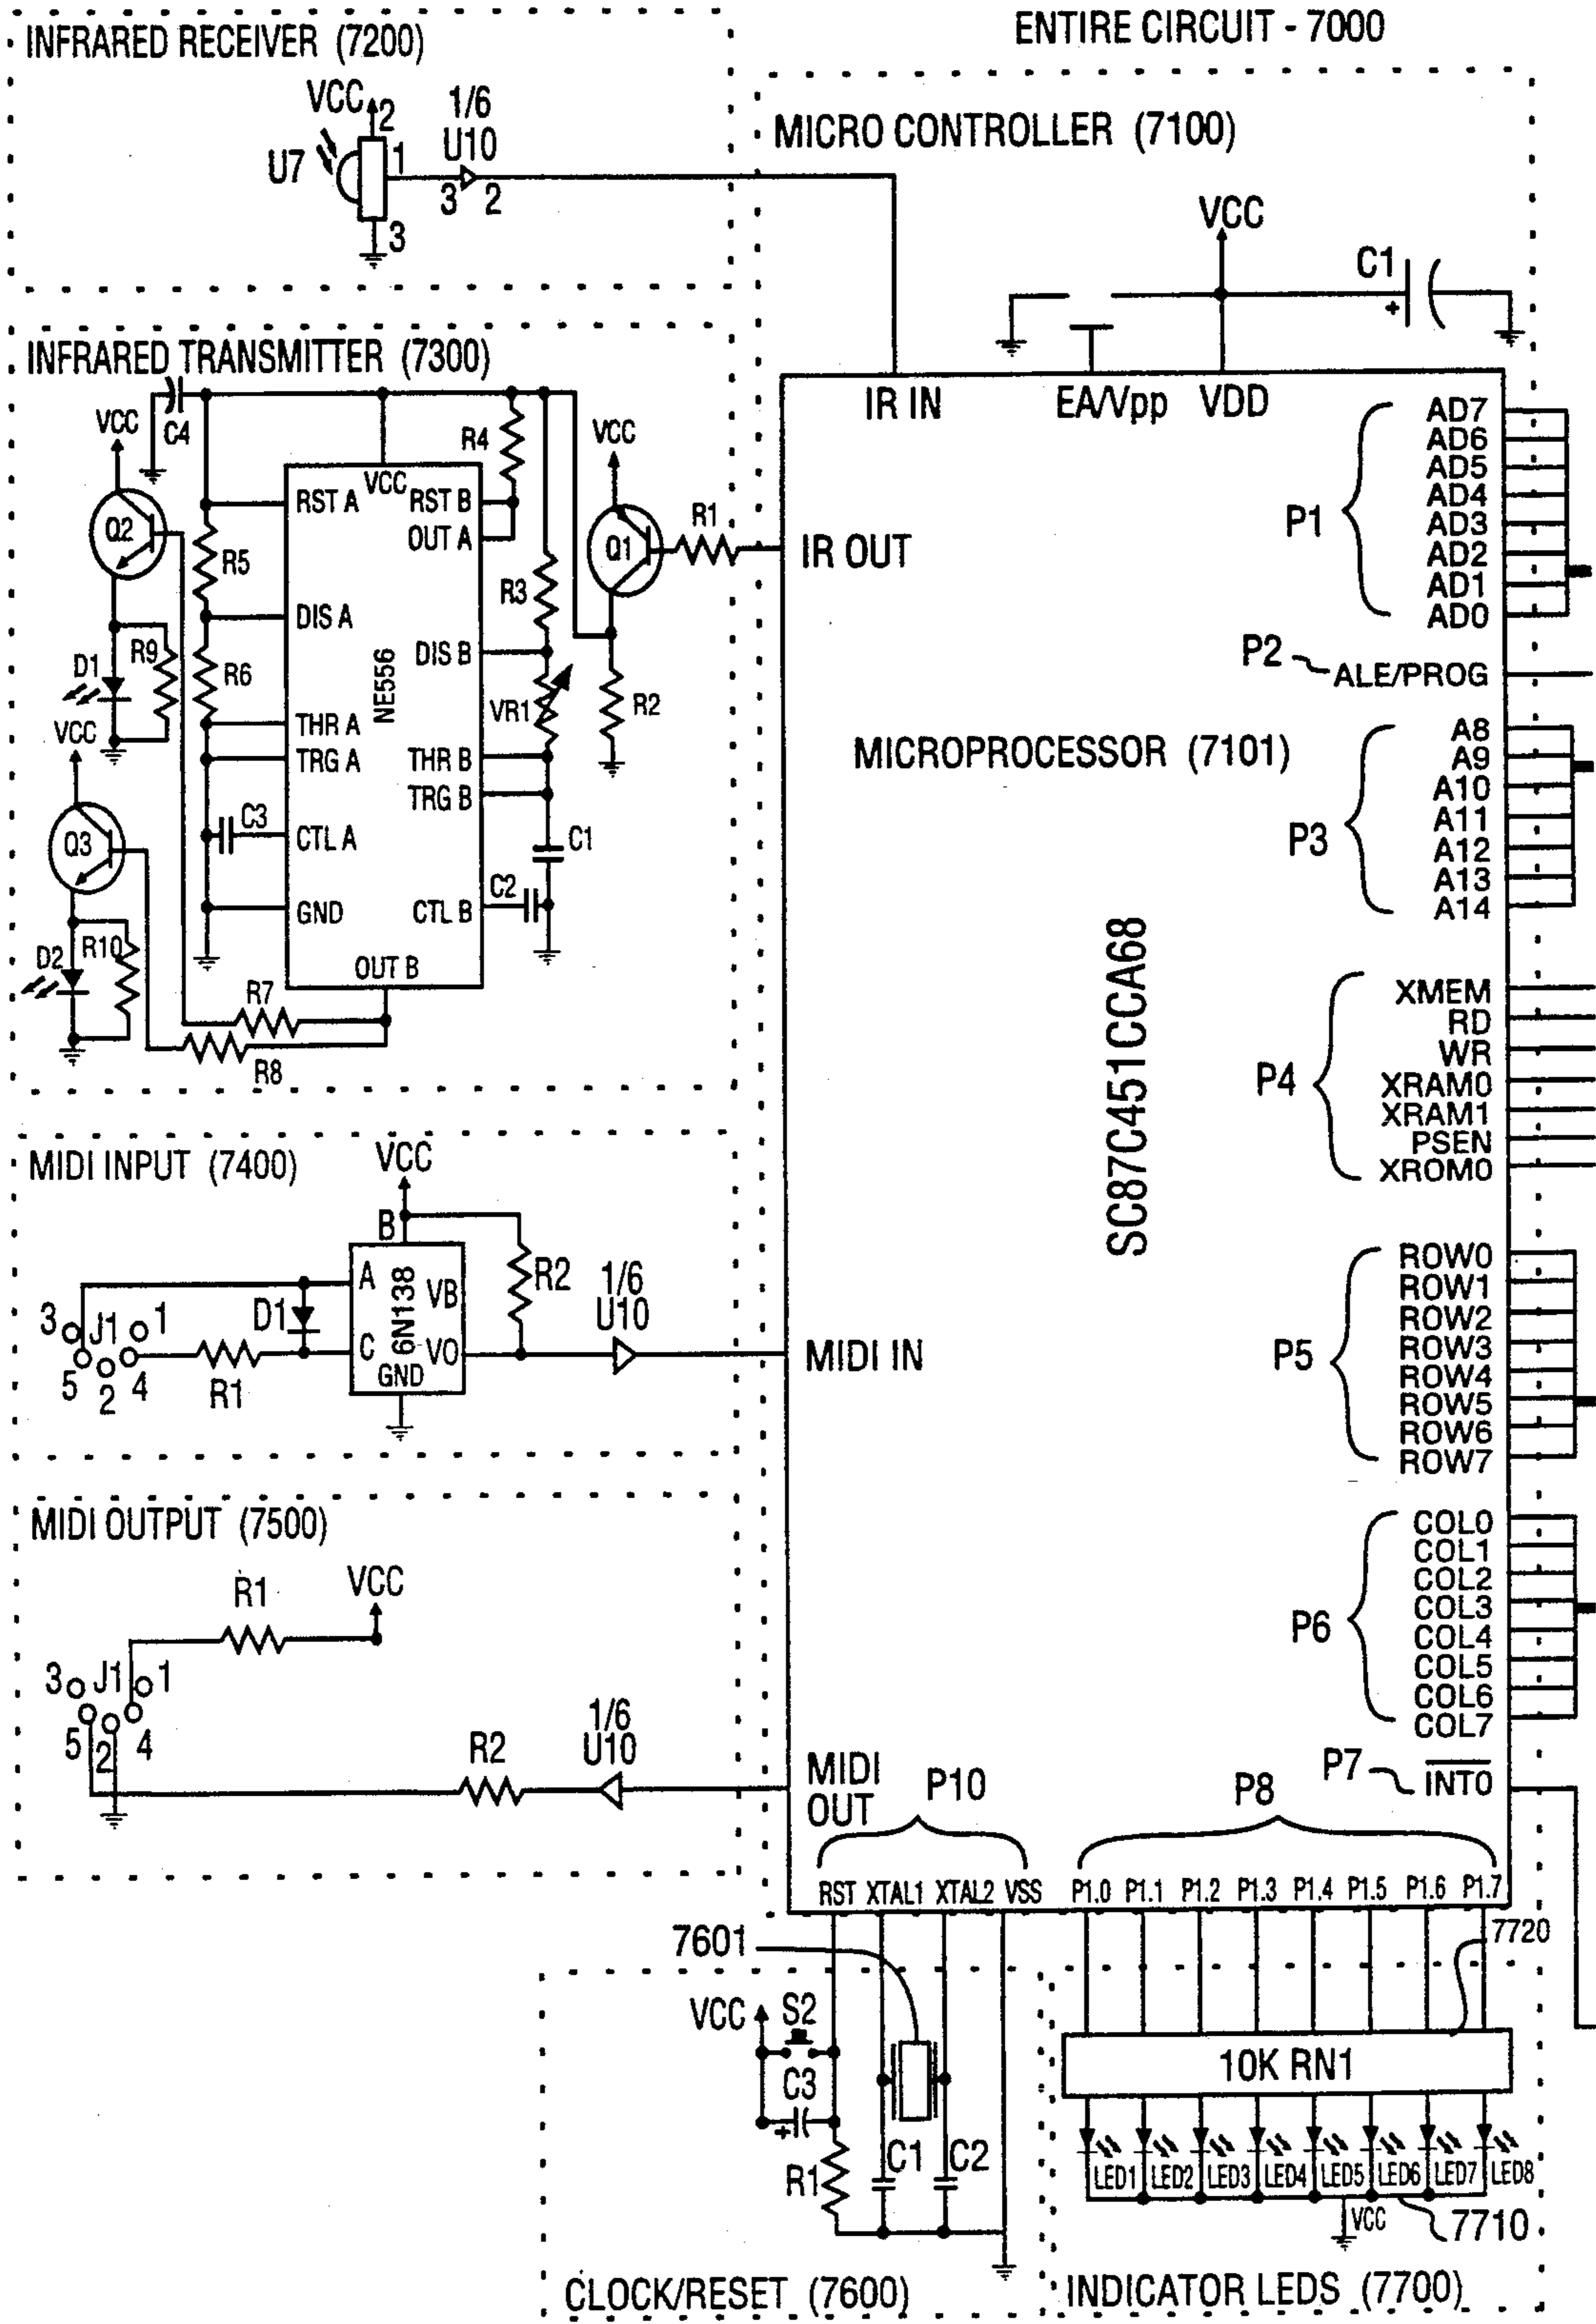 ENTIRE CIRCUIT - 7000
INFRARED RECEIVER (7200)
VCC
2
1/6
U10
U7
1
3
2
3
MICRO CONTROLLER (7100)
VCC
C1
+
IR IN
EA/Vpp
VDD
INFRARED TRANSMITTER (7300)
VCC
C4
R4
VCC
VCC
RST A
RST B
OUT A
Q2
R5
R3
Q1
R1
IR OUT
DIS A
DIS B
NE556
D1
R9
R6
VR1
R2
VCC
THR A
TRG A
THR B
TRG B
Q3
C3
CTL A
C1
C2
GND
CTL B
D2
R10
OUT B
R7
R8
MICROPROCESSOR (7101)
SC87C451CCA68
P1
AD7
AD6
AD5
AD4
AD3
AD2
AD1
AD0
P2
ALE/PROG
P3
A8
A9
A10
A11
A12
A13
A14
P4
XMEM
RD
WR
XRAM0
XRAM1
PSEN
XROM0
P5
ROW0
ROW1
ROW2
ROW3
ROW4
ROW5
ROW6
ROW7
P6
COL0
COL1
COL2
COL3
COL4
COL5
COL6
COL7
P7
INT0
MIDI INPUT (7400)
VCC
B
A
6N138
VB
R2
1/6
U10
3
J1
1
D1
C
VO
GND
5
2
4
R1
MIDI IN
MIDI OUTPUT (7500)
R1
VCC
3
J1
1
5
2
4
R2
1/6
U10
MIDI
OUT
P10
P8
RST
XTAL1
XTAL2
VSS
P1.0
P1.1
P1.2
P1.3
P1.4
P1.5
P1.6
P1.7
7601
7720
VCC
S2
C3
+
R1
C1
C2
10K RN1
LED1
LED2
LED3
LED4
LED5
LED6
LED7
LED8
VCC
7710
CLOCK/RESET (7600)
INDICATOR LEDS (7700)